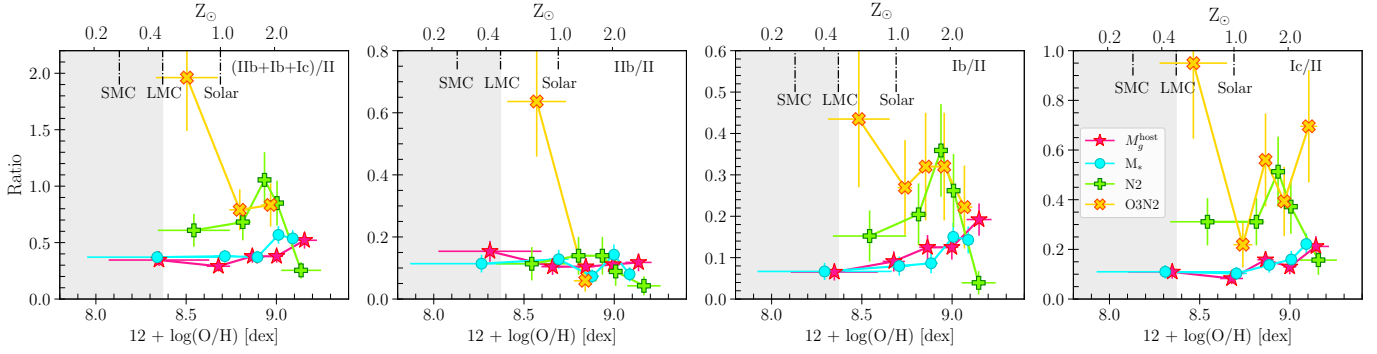 Z☉
0.2 0.4 1.0 2.0
(IIb+Ib+Ic)/II
SMC LMC Solar
Ratio
0.0
0.5
1.0
1.5
2.0
8.0 8.5 9.0
12 + log(O/H) [dex]
Z☉
0.2 0.4 1.0 2.0
IIb/II
SMC LMC Solar
0.0
0.2
0.4
0.6
0.8
8.0 8.5 9.0
12 + log(O/H) [dex]
Z☉
0.2 0.4 1.0 2.0
Ib/II
SMC LMC Solar
0.0
0.1
0.2
0.3
0.4
0.5
0.6
8.0 8.5 9.0
12 + log(O/H) [dex]
Z☉
0.2 0.4 1.0 2.0
Ic/II
SMC LMC Solar
M_g^host
M_*
N2
O3N2
0.0
0.2
0.4
0.6
0.8
1.0
8.0 8.5 9.0
12 + log(O/H) [dex]